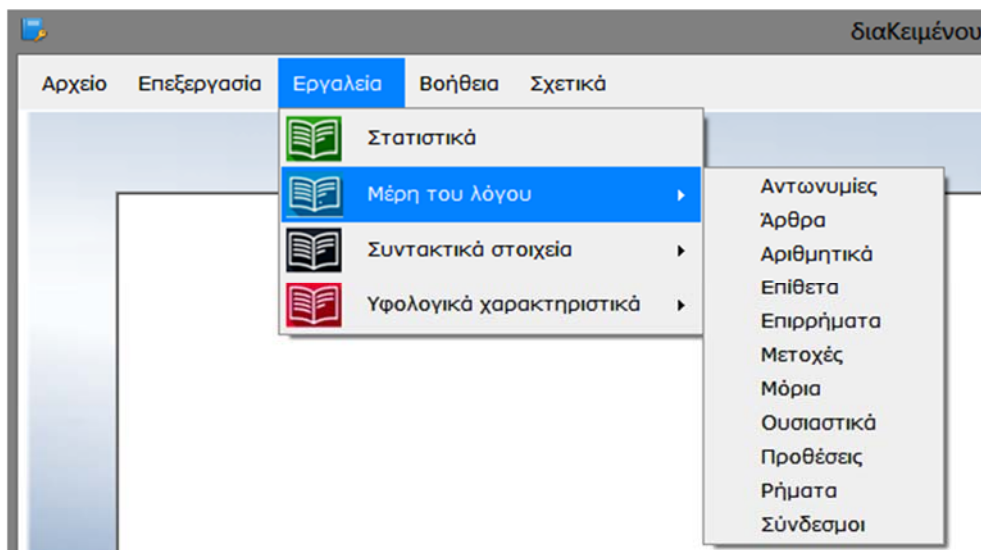 διαΚειμένου
Αρχείο Επεξεργασία Εργαλεία Βοήθεια Σχετικά
Στατιστικά
Μέρη του λόγου
Συντακτικά στοιχεία
Υφολογικά χαρακτηριστικά
Αντωνυμίες
Άρθρα
Αριθμητικά
Επίθετα
Επιρρήματα
Μετοχές
Μόρια
Ουσιαστικά
Προθέσεις
Ρήματα
Σύνδεσμοι